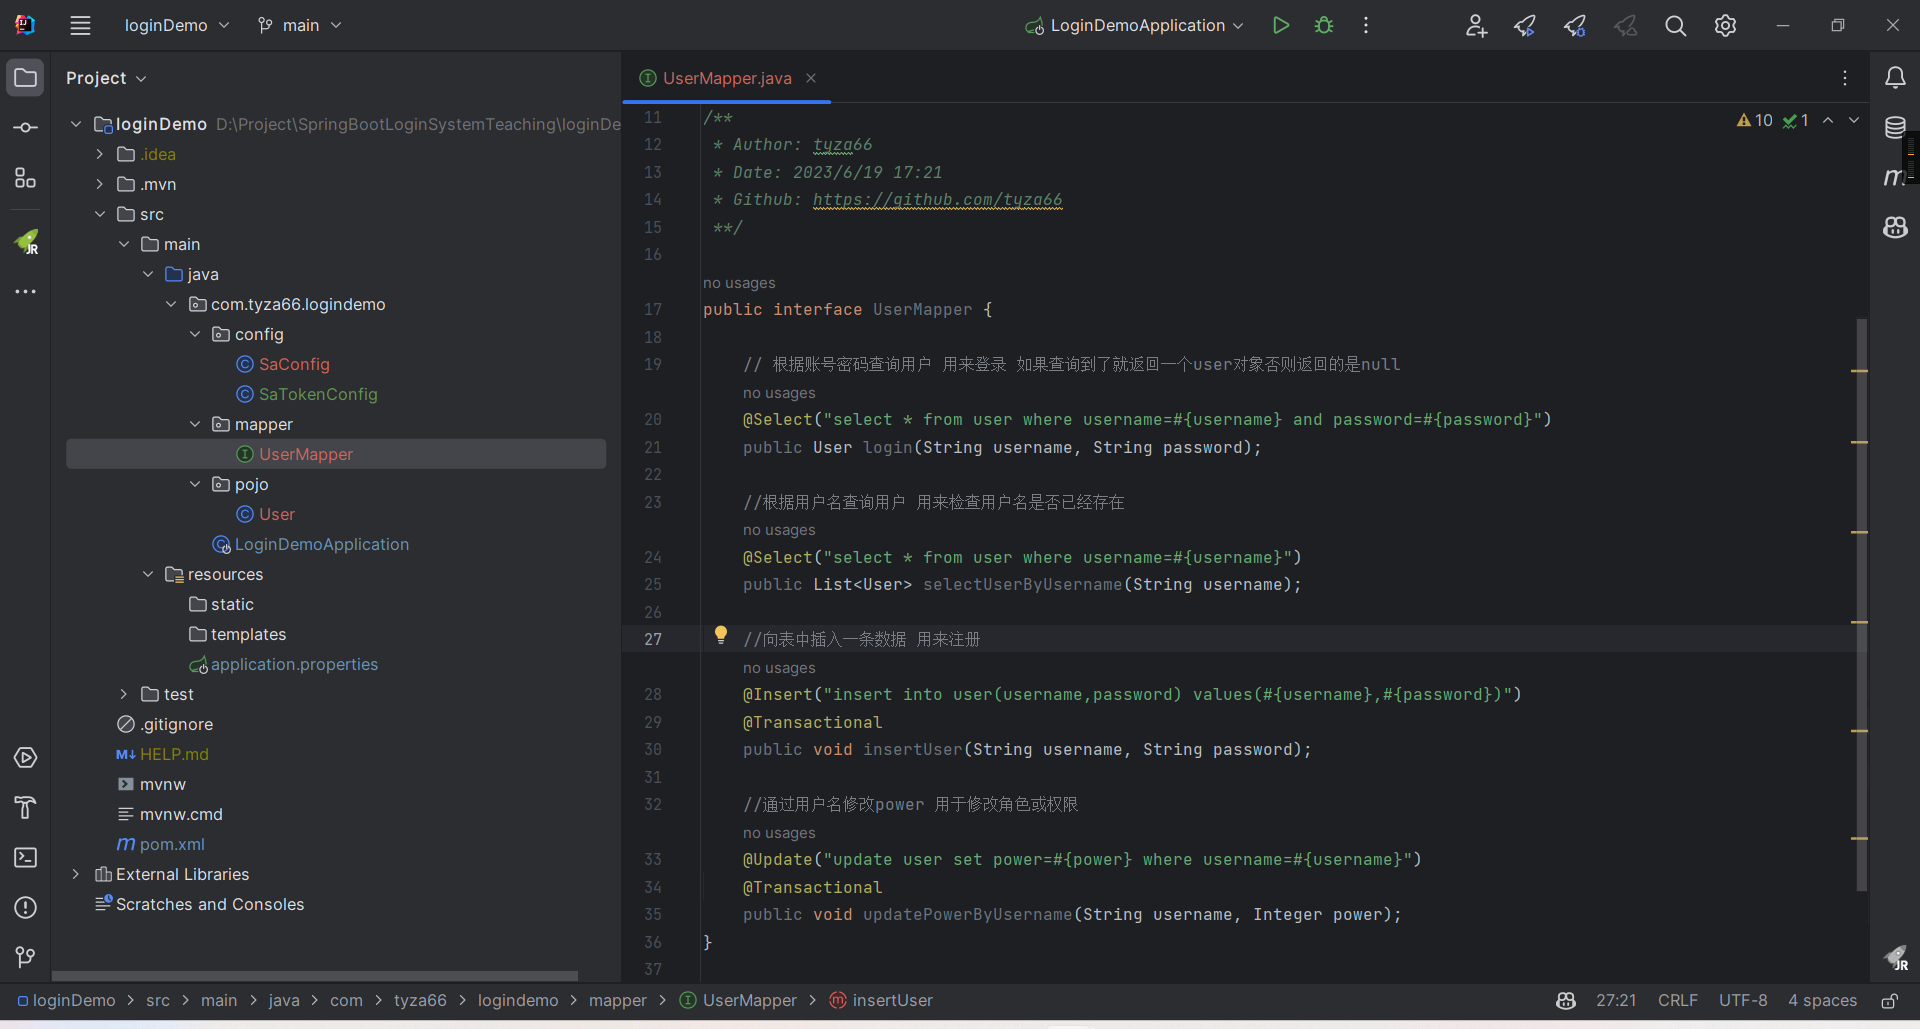 loginDemo
main
LoginDemoApplication
Project
loginDemo D:\Project\SpringBootLoginSystemTeaching\loginDe
.idea
.mvn
src
main
java
com.tyza66.logindemo
config
SaConfig
SaTokenConfig
mapper
UserMapper
pojo
User
LoginDemoApplication
resources
static
templates
application.properties
test
.gitignore
HELP.md
mvnw
mvnw.cmd
pom.xml
External Libraries
Scratches and Consoles
UserMapper.java
10 1
11 /**
12 * Author: tyza66
13 * Date: 2023/6/19 17:21
14 * Github: https://github.com/tyza66
15 **/
16
no usages
17 public interface UserMapper {
18
19 // 根据账号密码查询用户 用来登录 如果查询到了就返回一个user对象否则返回的是null
no usages
20 @Select("select * from user where username=#{username} and password=#{password}")
21 public User login(String username, String password);
22
23 //根据用户名查询用户 用来检查用户名是否已经存在
no usages
24 @Select("select * from user where username=#{username}")
25 public List<User> selectUserByUsername(String username);
26
27 //向表中插入一条数据 用来注册
no usages
28 @Insert("insert into user(username,password) values(#{username},#{password})")
29 @Transactional
30 public void insertUser(String username, String password);
31
32 //通过用户名修改power 用于修改角色或权限
no usages
33 @Update("update user set power=#{power} where username=#{username}")
34 @Transactional
35 public void updatePowerByUsername(String username, Integer power);
36 }
37
loginDemo > src > main > java > com > tyza66 > logindemo > mapper > UserMapper > insertUser
27:21 CRLF UTF-8 4 spaces